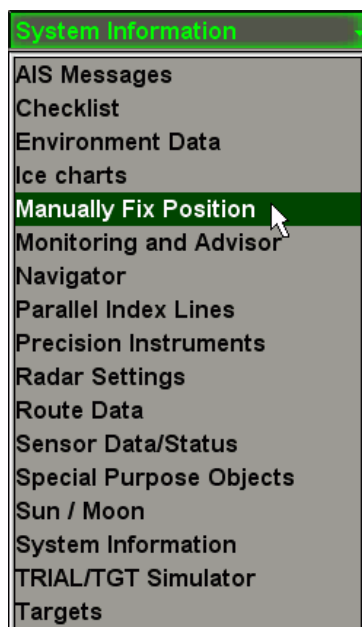 System Information
AIS Messages
Checklist
Environment Data
Ice charts
Manually Fix Position
Monitoring and Advisor
Navigator
Parallel Index Lines
Precision Instruments
Radar Settings
Route Data
Sensor Data/Status
Special Purpose Objects
Sun / Moon
System Information
TRIAL/TGT Simulator
Targets